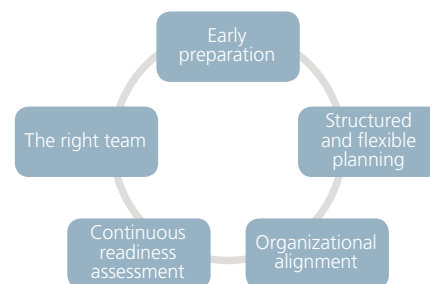 Early
preparation
Structured
and flexible
planning
Organizational
alignment
Continuous
readiness
assessment
The right team